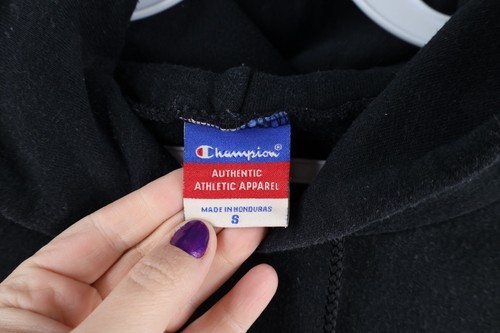 Champion®
AUTHENTIC
ATHLETIC APPAREL
MADE IN HONDURAS
S